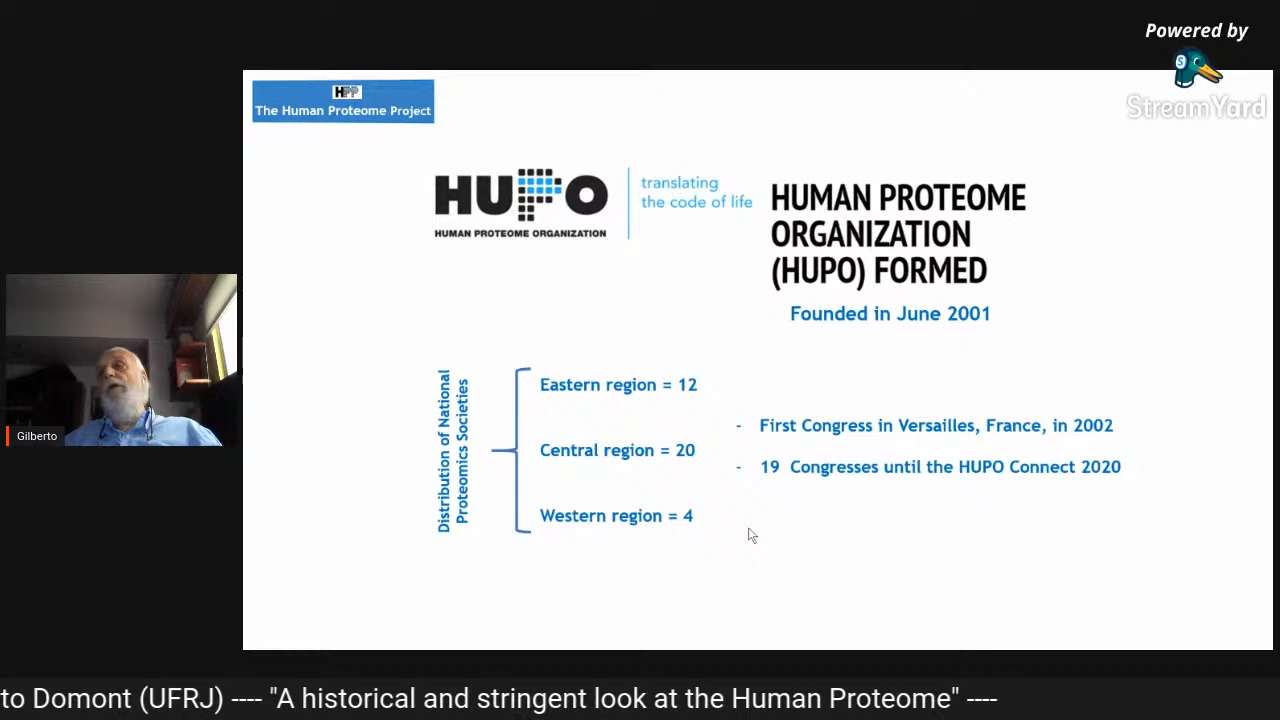 Powered by
S
StreamYard
HPP
The Human Proteome Project
HUPO
HUMAN PROTEOME ORGANIZATION
translating
the code of life
HUMAN PROTEOME
ORGANIZATION
(HUPO) FORMED
Founded in June 2001
Distribution of National
Proteomics Societies
Eastern region = 12
Central region = 20
Western region = 4
- First Congress in Versailles, France, in 2002
- 19 Congresses until the HUPO Connect 2020
Gilberto
to Domont (UFRJ) ---- "A historical and stringent look at the Human Proteome" ----